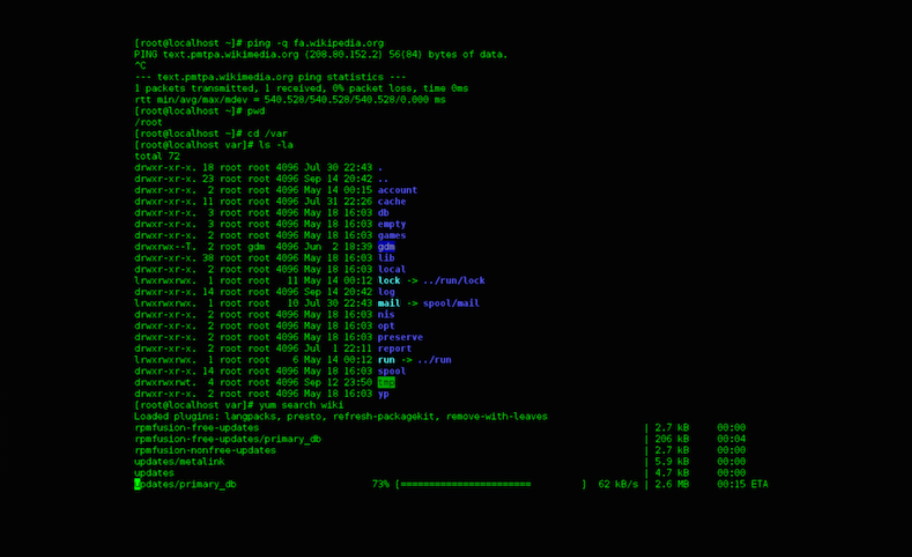 [root@localhost ~]# ping -q fa.wikipedia.org
PING text.pmtpa.wikimedia.org (208.80.152.2) 56(84) bytes of data.
^C
--- text.pmtpa.wikimedia.org ping statistics ---
1 packets transmitted, 1 received, 0% packet loss, time 0ms
rtt min/avg/max/mdev = 540.528/540.528/540.528/0.000 ms
[root@localhost ~]# pwd
/root
[root@localhost ~]# cd /var
[root@localhost var]# ls -la
total 72
drwxr-xr-x. 18 root root 4096 Jul 30 22:43 .
drwxr-xr-x. 23 root root 4096 Sep 14 20:42 ..
drwxr-xr-x.  2 root root 4096 May 14 00:15 account
drwxr-xr-x. 11 root root 4096 Jul 31 22:26 cache
drwxr-xr-x.  3 root root 4096 May 18 16:03 db
drwxr-xr-x.  3 root root 4096 May 18 16:03 empty
drwxr-xr-x.  2 root root 4096 May 18 16:03 games
drwxrwx--T.  2 root gdm  4096 Jun  2 18:39 gdm
drwxr-xr-x. 38 root root 4096 May 18 16:03 lib
drwxr-xr-x.  2 root root 4096 May 18 16:03 local
lrwxrwxrwx.  1 root root   11 May 14 00:12 lock -> ../run/lock
drwxr-xr-x. 14 root root 4096 Sep 14 20:42 log
lrwxrwxrwx.  1 root root   10 Jul 30 22:43 mail -> spool/mail
drwxr-xr-x.  2 root root 4096 May 18 16:03 nis
drwxr-xr-x.  2 root root 4096 May 18 16:03 opt
drwxr-xr-x.  2 root root 4096 May 18 16:03 preserve
drwxr-xr-x.  2 root root 4096 Jul  1 22:11 report
lrwxrwxrwx.  1 root root    6 May 14 00:12 run -> ../run
drwxr-xr-x. 14 root root 4096 May 18 16:03 spool
drwxrwxrwt.  4 root root 4096 Sep 12 23:50 tmp
drwxr-xr-x.  2 root root 4096 May 18 16:03 yp
[root@localhost var]# yum search wiki
Loaded plugins: langpacks, presto, refresh-packagekit, remove-with-leaves
rpmfusion-free-updates | 2.7 kB 00:00
rpmfusion-free-updates/primary_db | 206 kB 00:04
rpmfusion-nonfree-updates | 2.7 kB 00:00
updates/metalink | 5.9 kB 00:00
updates | 4.7 kB 00:00
updates/primary_db 73% [======================= ] 62 kB/s | 2.6 MB 00:15 ETA